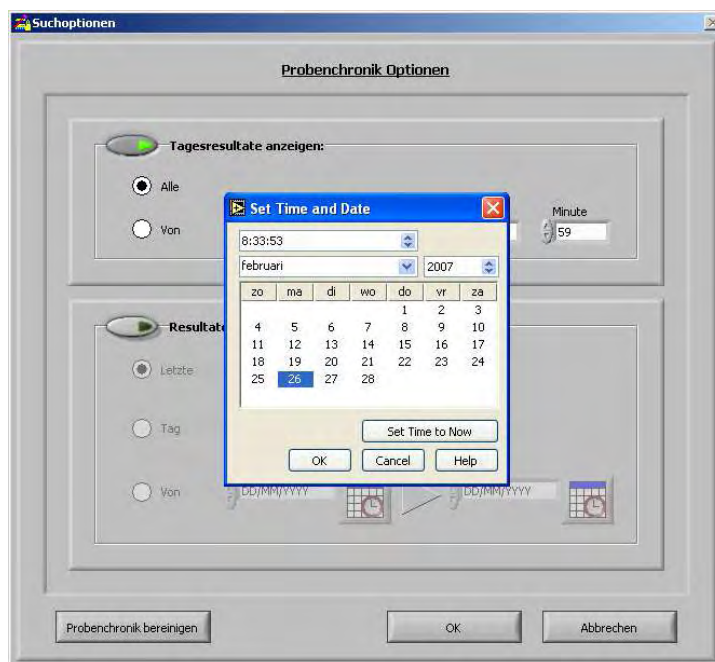 Suchoptionen
Probenchronik Optionen
Tagesresultate anzeigen:
Alle
Von
Minute
59
Set Time and Date
8:33:53
februari 2007
zo ma di wo do vr za
1 2 3
4 5 6 7 8 9 10
11 12 13 14 15 16 17
18 19 20 21 22 23 24
25 26 27 28
Set Time to Now
OK Cancel Help
Letzte
Tag
Von
DD/MM/YYYY DD/MM/YYYY
Probenchronik bereinigen OK Abbrechen